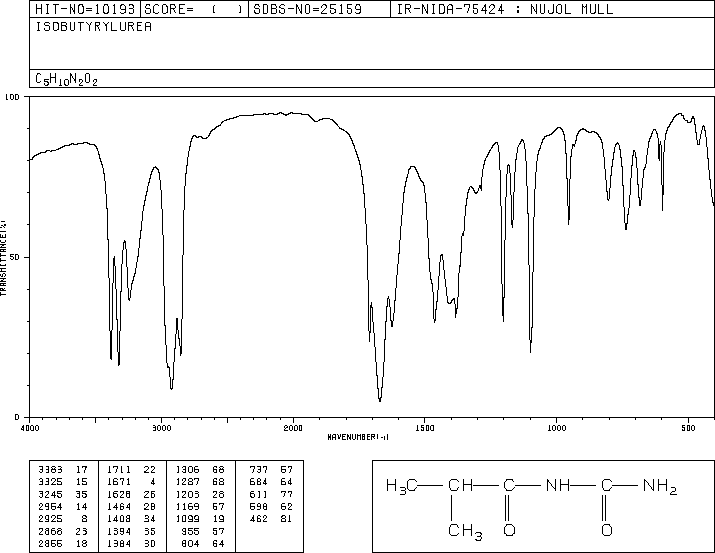 HIT-NO=10193 SCORE= ( ) SDBS-NO=25159 IR-NIDA-75424 : NUJOL MULL
ISOBUTYRYLUREA
C5H10N2O2
100
50
0
TRANSMITTANCE(%)
4000 3000 2000 1500 1000 500
WAVENUMBER(-1)
3383 17 1711 22 1306 68 737 57
3325 15 1671 4 1287 68 684 64
3245 35 1628 26 1203 28 611 77
2954 14 1464 28 1169 57 598 62
2925 8 1408 34 1099 19 462 81
2868 23 1394 35 955 57
2855 18 1384 30 804 64
H3C CH C NH C NH2
CH3 O O